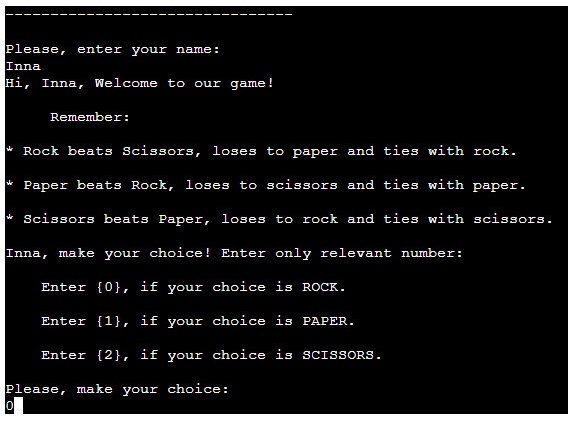 --------------------------------
Please, enter your name:
Inna
Hi, Inna, Welcome to our game!
Remember:
* Rock beats Scissors, loses to paper and ties with rock.
* Paper beats Rock, loses to scissors and ties with paper.
* Scissors beats Paper, loses to rock and ties with scissors.
Inna, make your choice! Enter only relevant number:
Enter {0}, if your choice is ROCK.
Enter {1}, if your choice is PAPER.
Enter {2}, if your choice is SCISSORS.
Please, make your choice:
0